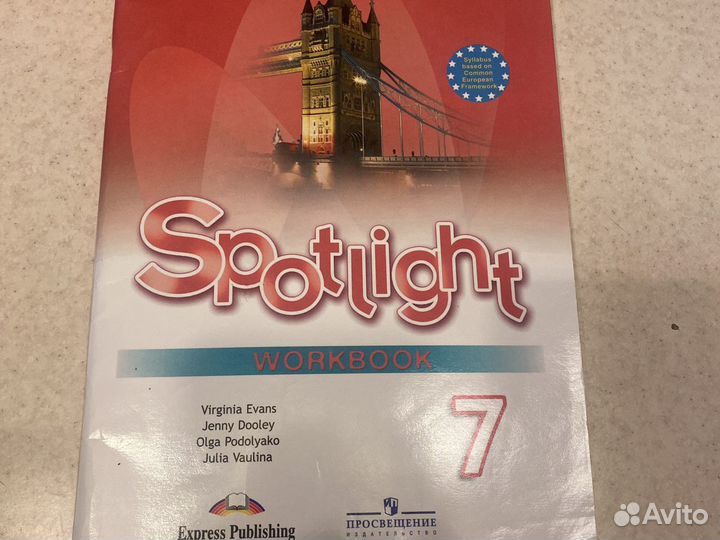 Syllabus
based on
Common
European
Framework
Spotlight
WORKBOOK
Virginia Evans
Jenny Dooley
Olga Podolyako
Julia Vaulina
7
Express Publishing
ПРОСВЕЩЕНИЕ
ИЗДАТЕЛЬСТВО
Avito